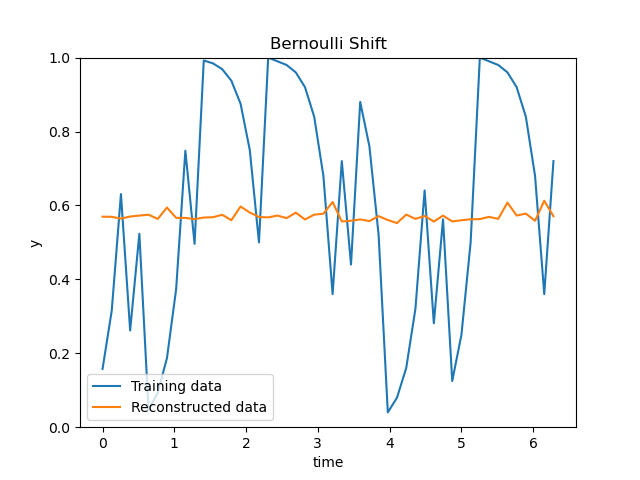 Bernoulli Shift
1.0
0.8
0.6
0.4
0.2
0.0
y
Training data
Reconstructed data
0 1 2 3 4 5 6
time